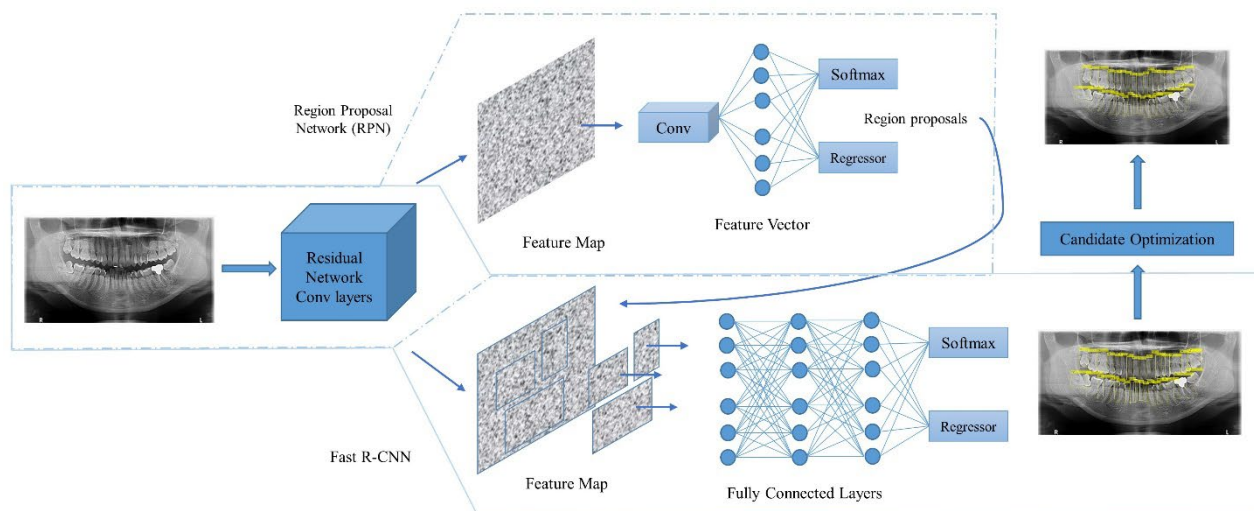 Region Proposal
Network (RPN)
Conv
Softmax
Regressor
Region proposals
Feature Map
Feature Vector
Residual
Network
Conv layers
R
L
Fast R-CNN
Feature Map
Fully Connected Layers
Softmax
Regressor
R
L
Candidate Optimization
R
L